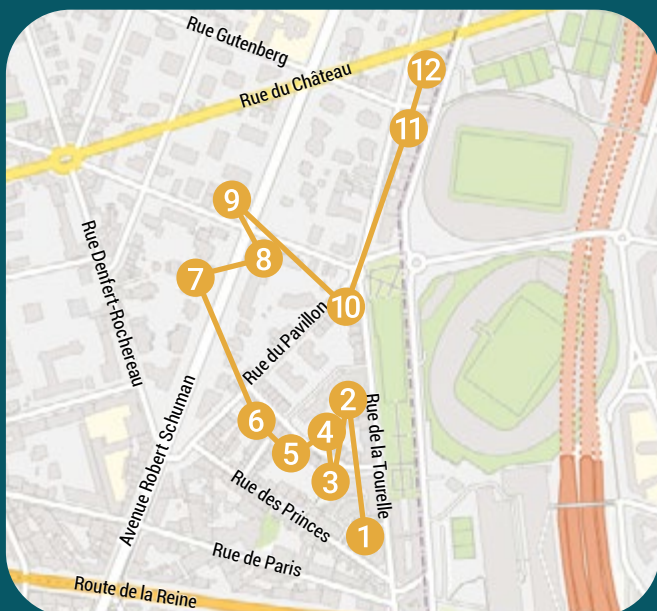 Rue Gutenberg
Rue du Château
12
11
9
8
7
Rue Denfert-Rochereau
10
Rue du Pavillon
2
Rue de la Tourelle
6
4
5
3
Avenue Robert Schuman
Rue des Princes
1
Rue de Paris
Route de la Reine